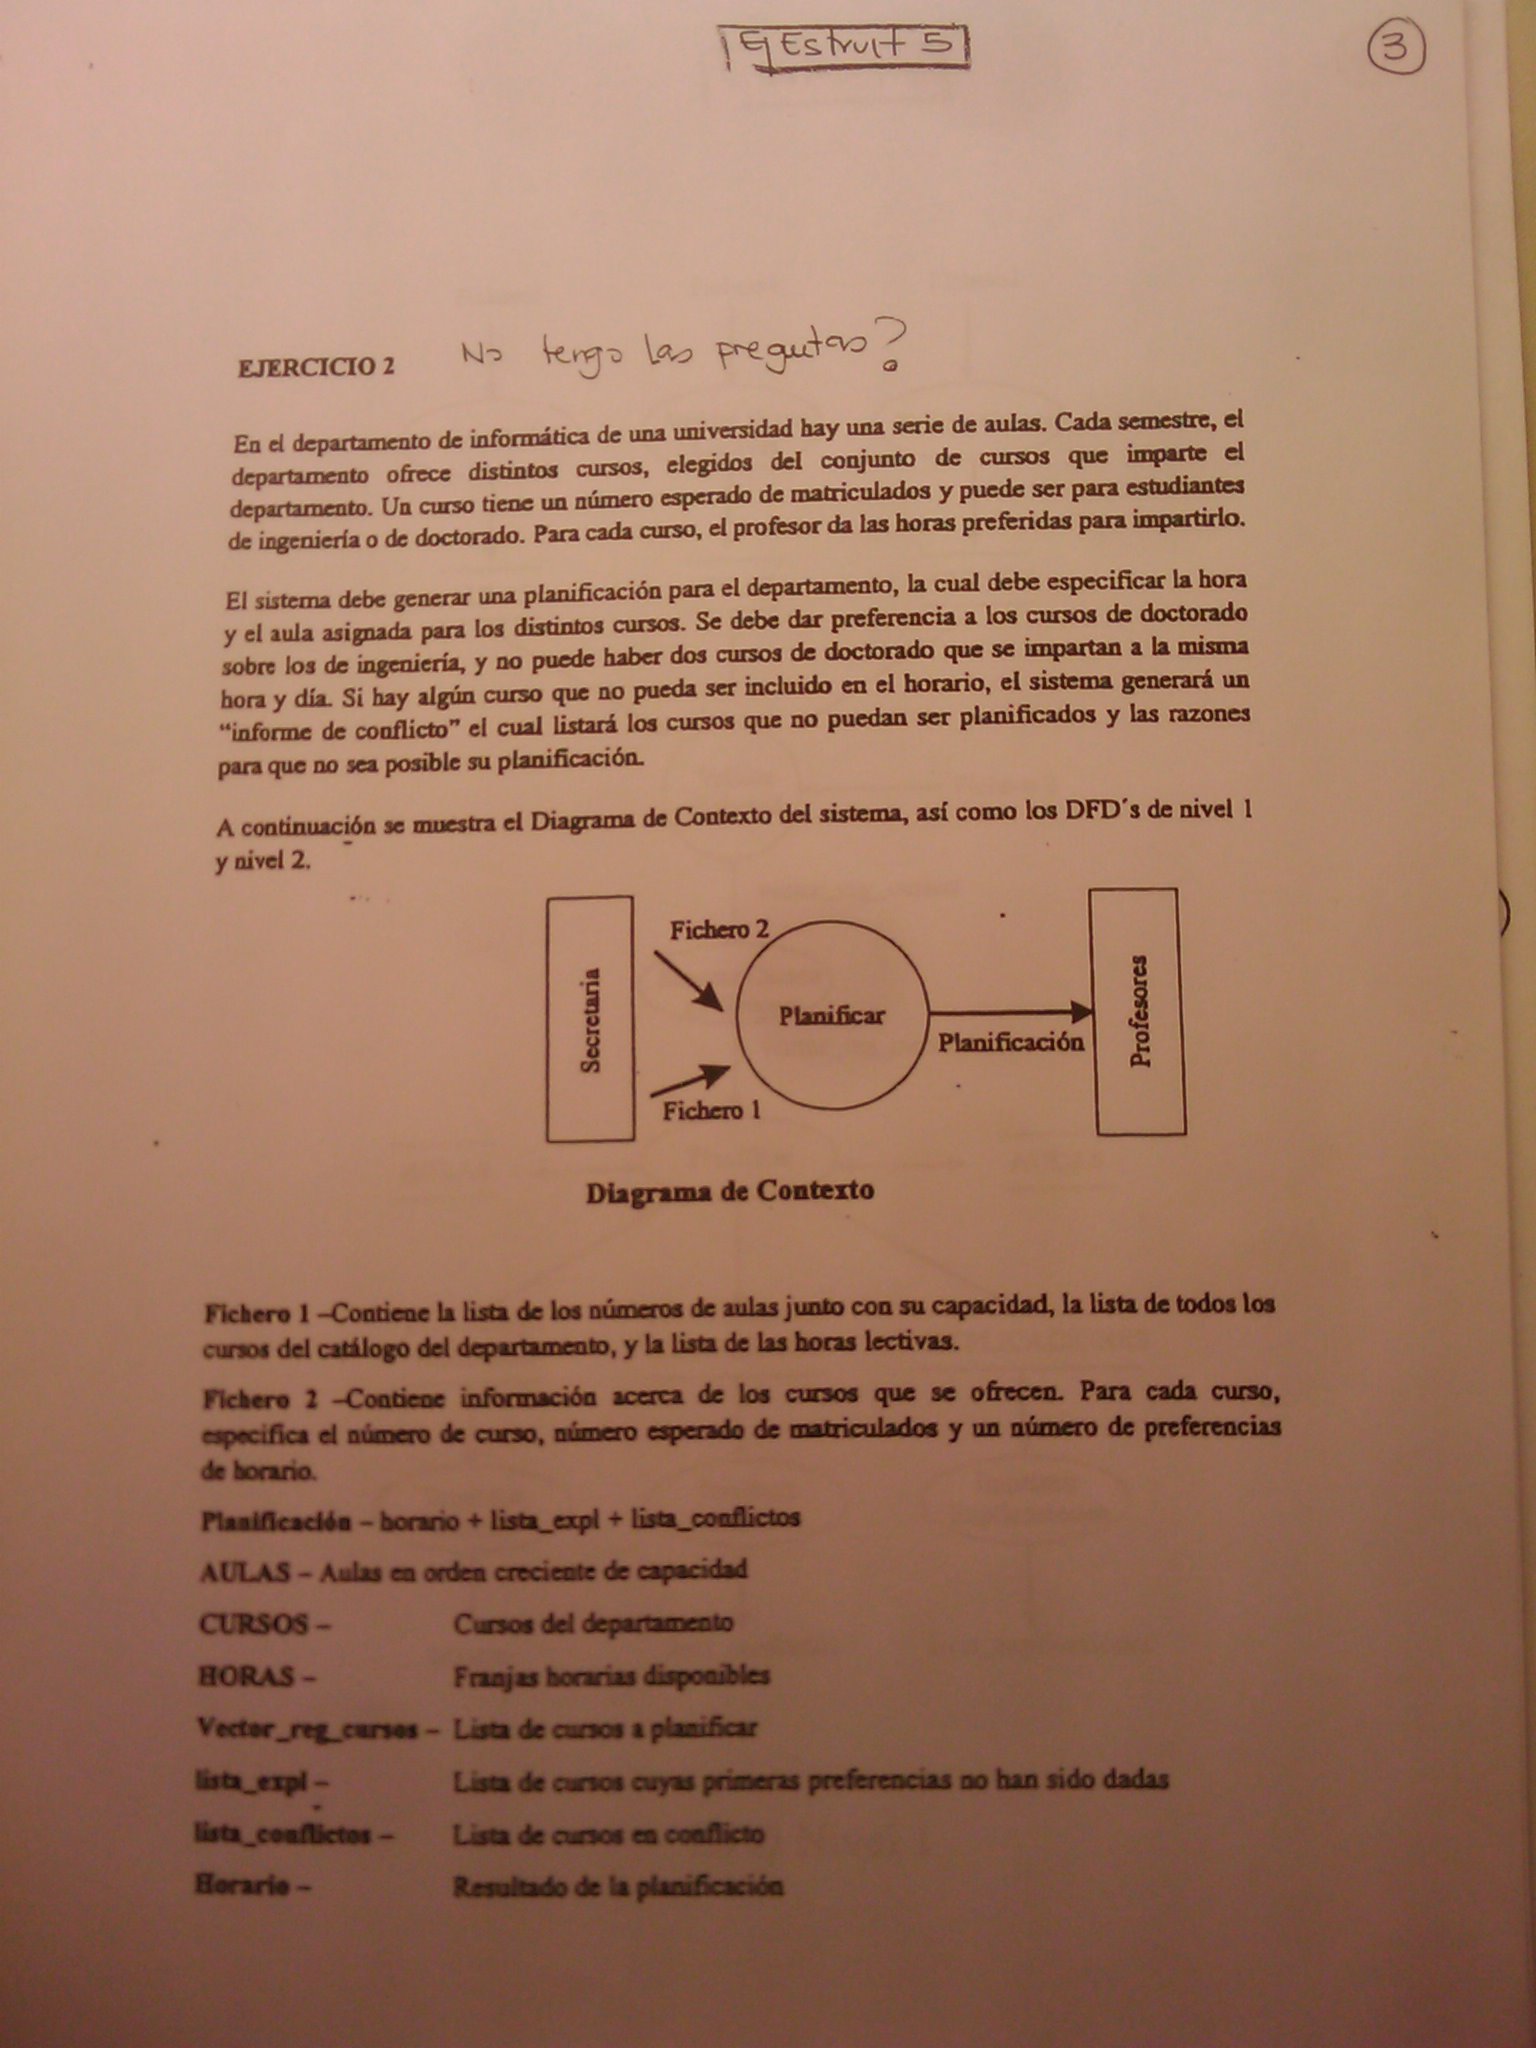 Ej Estruct 5
3
EJERCICIO 2 No tengo las pregutas?
En el departamento de informática de una universidad hay una serie de aulas. Cada semestre, el
departamento ofrece distintos cursos, elegidos del conjunto de cursos que imparte el
departamento. Un curso tiene un número esperado de matriculados y puede ser para estudiantes
de ingeniería o de doctorado. Para cada curso, el profesor da las horas preferidas para impartirlo.
El sistema debe generar una planificación para el departamento, la cual debe especificar la hora
y el aula asignada para los distintos cursos. Se debe dar preferencia a los cursos de doctorado
sobre los de ingeniería, y no puede haber dos cursos de doctorado que se impartan a la misma
hora y día. Si hay algún curso que no pueda ser incluido en el horario, el sistema generará un
“informe de conflicto” el cual listará los cursos que no puedan ser planificados y las razones
para que no sea posible su planificación.
A continuación se muestra el Diagrama de Contexto del sistema, así como los DFD´s de nivel 1
y nivel 2.
Secretaria
Fichero 2
Fichero 1
Planificar
Planificación
Profesores
Diagrama de Contexto
Fichero 1 –Contiene la lista de los números de aulas junto con su capacidad, la lista de todos los
cursos del catálogo del departamento, y la lista de las horas lectivas.
Fichero 2 –Contiene información acerca de los cursos que se ofrecen. Para cada curso,
especifica el número de curso, número esperado de matriculados y un número de preferencias
de horario.
Planificación – horario + lista_expl + lista_conflictos
AULAS – Aulas en orden creciente de capacidad
CURSOS – Cursos del departamento
HORAS – Franjas horarias disponibles
Vector_reg_cursos – Lista de cursos a planificar
lista_expl – Lista de cursos cuyas primeras preferencias no han sido dadas
lista_conflictos – Lista de cursos en conflicto
Horario – Resultado de la planificación